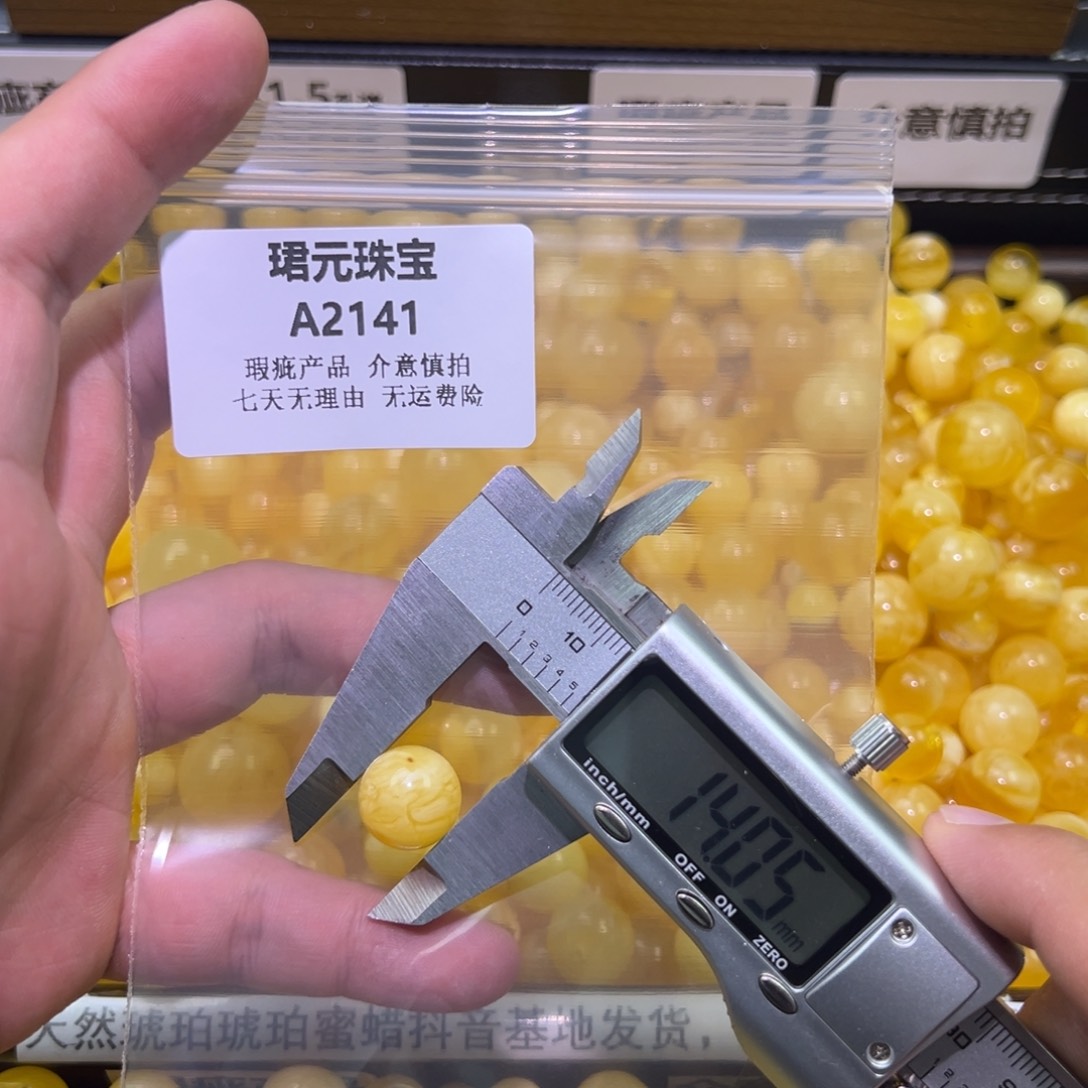 1.5
介意慎拍
珺元珠宝
A2141
瑕疵产品 介意慎拍
七天无理由 无运费险
0 10
1 2 3 4 5
inch/mm
14.05 mm
OFF ON
ZERO
天然琥珀琥珀蜜蜡抖音基地发货，